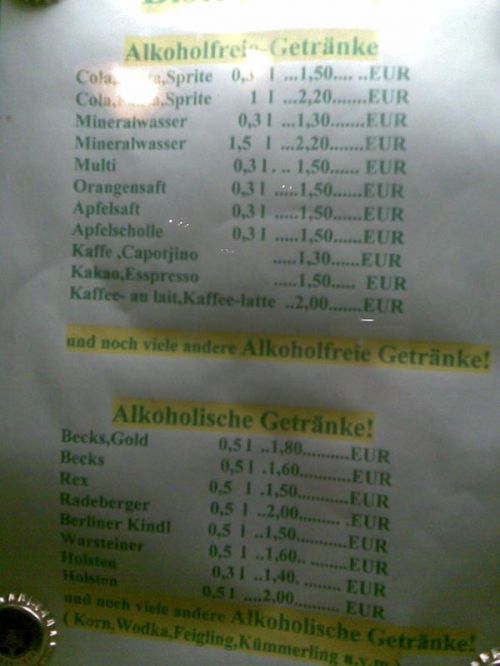 Alkoholfreie-Getränke
Cola, ,Sprite 0,3 l ...1,50.... ..EUR
Cola, ,Sprite 1 l ...2,20.......EUR
Mineralwasser 0,3 l ...1,30.......EUR
Mineralwasser 1,5 l ...2,20.......EUR
Multi 0,3 l . .. 1,50...... EUR
Orangensaft 0,3 l .....1,50......EUR
Apfelsaft 0,3 l .....1,50......EUR
Apfelscholle 0,3 l .....1,50......EUR
Kaffe ,Capotjino .....1,30......EUR
Kakao,Esspresso .....1,50..... EUR
Kaffee- au lait,Kaffee-latte ..2,00.......EUR
und noch viele andere Alkoholfreie Getränke!
Alkoholische Getränke!
Becks,Gold 0,5 l ..1,80...........EUR
Becks 0,5 l .1,60...........EUR
Rex 0,5 l .1,50...........EUR
Radeberger 0,5 l ..2,00......... .EUR
Berliner Kindl 0,5 l ..1,50...........EUR
Warsteiner 0,5 l ..1,60.. ........EUR
Holsten 0,3 l ..1,40. ........EUR
Holsten 0,5 l ....2,00.........EUR
und noch viele andere Alkoholische Getränke!
( Korn,Wodka,Feigling,Kümmerling u.v.m